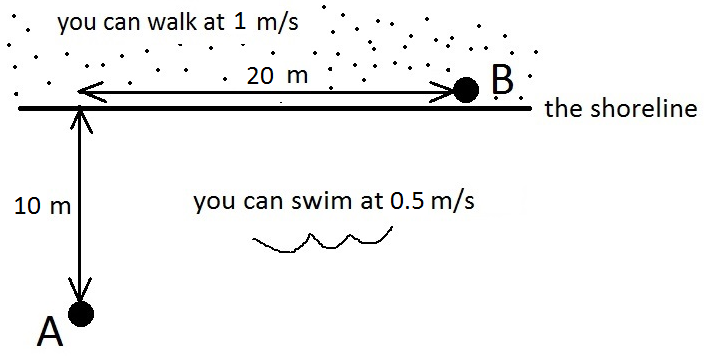 you can walk at 1 m/s
20 m
B
the shoreline
10 m
you can swim at 0.5 m/s
A